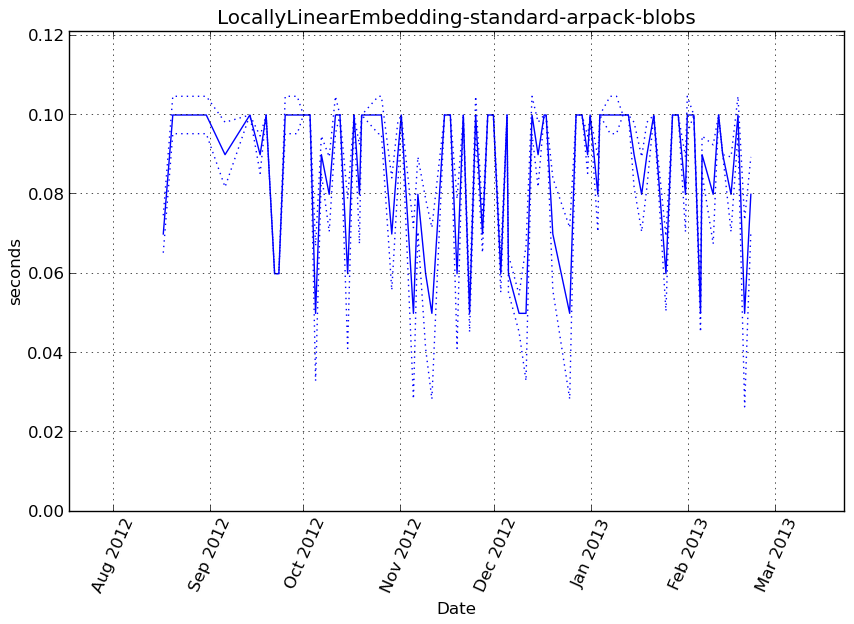 LocallyLinearEmbedding-standard-arpack-blobs
0.12
0.10
0.08
0.06
0.04
0.02
0.00
seconds
Aug 2012
Sep 2012
Oct 2012
Nov 2012
Dec 2012
Jan 2013
Feb 2013
Mar 2013
Date